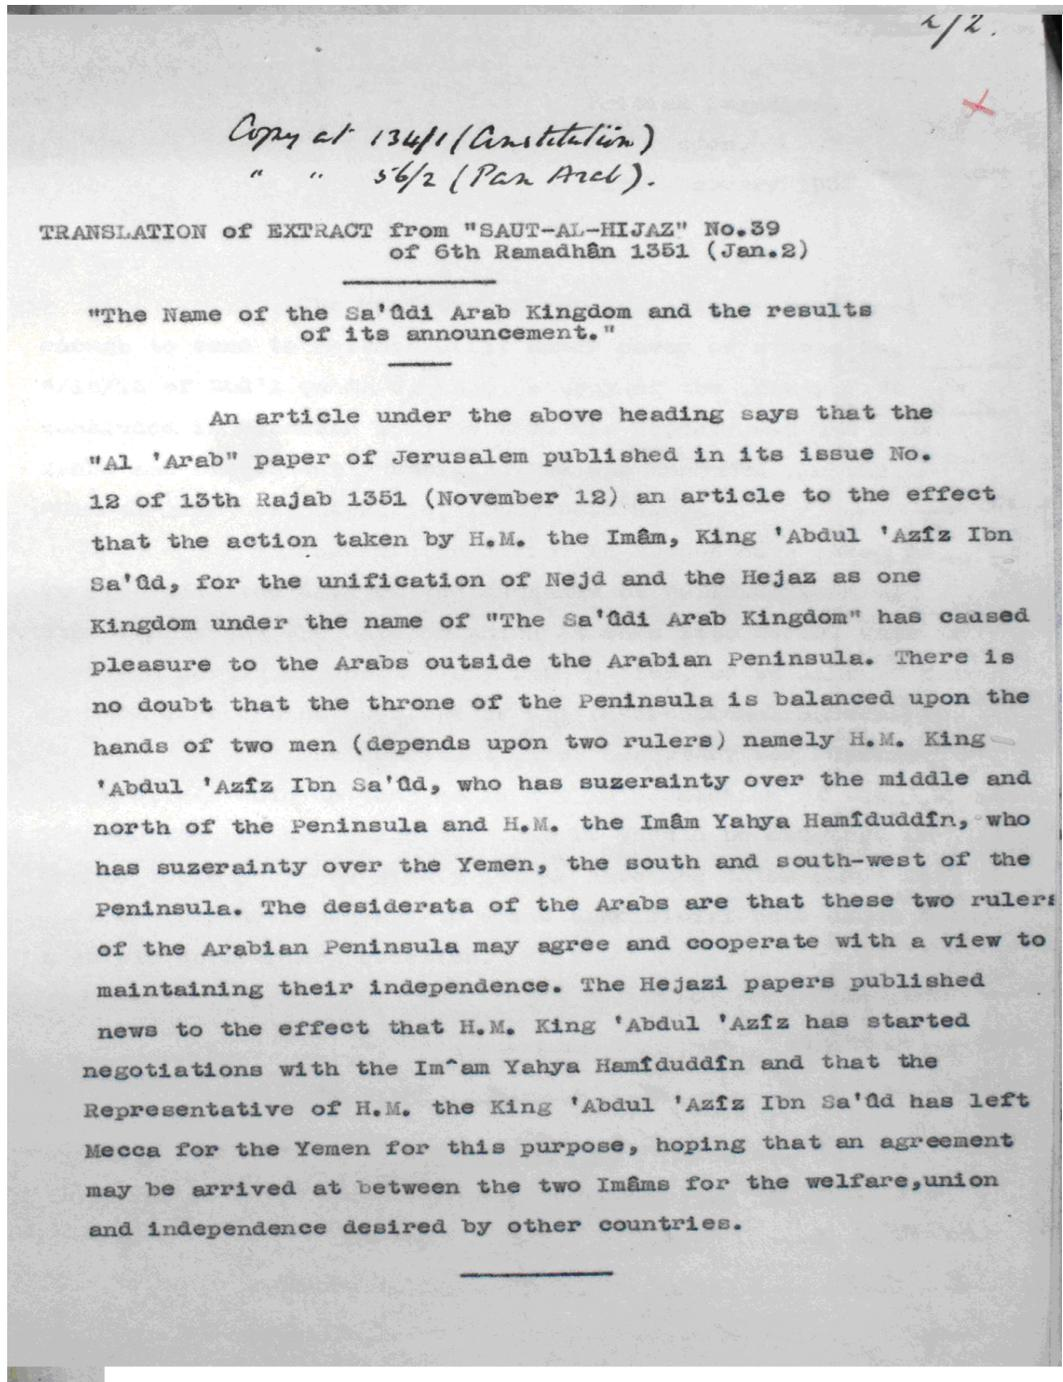 2/2.
Copy at 134/1 (Constitution)
" " 56/2 (Pan Arab).
TRANSLATION of EXTRACT from "SAUT-AL-HIJAZ" No.39
of 6th Ramadhân 1351 (Jan.2)
"The Name of the Sa'ûdi Arab Kingdom and the results
of its announcement."
An article under the above heading says that the
"Al 'Arab" paper of Jerusalem published in its issue No.
12 of 13th Rajab 1351 (November 12) an article to the effect
that the action taken by H.M. the Imâm, King 'Abdul 'Azîz Ibn
Sa'ûd, for the unification of Nejd and the Hejaz as one
Kingdom under the name of "The Sa'ûdi Arab Kingdom" has caused
pleasure to the Arabs outside the Arabian Peninsula. There is
no doubt that the throne of the Peninsula is balanced upon the
hands of two men (depends upon two rulers) namely H.M. King
'Abdul 'Azîz Ibn Sa'ûd, who has suzerainty over the middle and
north of the Peninsula and H.M. the Imâm Yahya Hamîduddîn, who
has suzerainty over the Yemen, the south and south-west of the
Peninsula. The desiderata of the Arabs are that these two rulers
of the Arabian Peninsula may agree and cooperate with a view to
maintaining their independence. The Hejazi papers published
news to the effect that H.M. King 'Abdul 'Azîz has started
negotiations with the Im^am Yahya Hamîduddîn and that the
Representative of H.M. the King 'Abdul 'Azîz Ibn Sa'ûd has left
Mecca for the Yemen for this purpose, hoping that an agreement
may be arrived at between the two Imâms for the welfare,union
and independence desired by other countries.